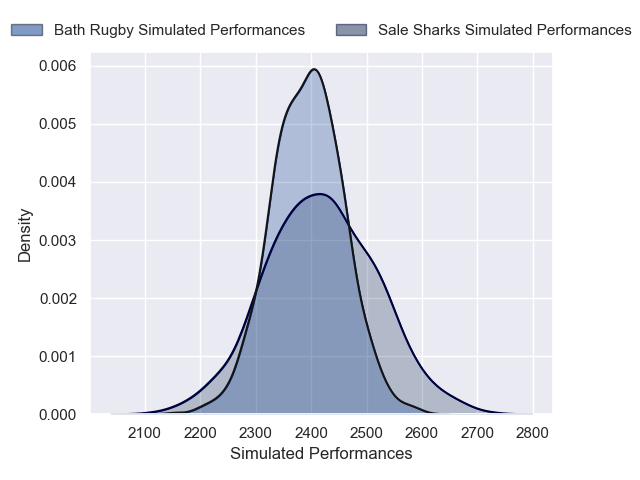 Bath Rugby Simulated Performances
Sale Sharks Simulated Performances
0.006
0.005
0.004
0.003
0.002
0.001
0.000
Density
2100 2200 2300 2400 2500 2600 2700 2800
Simulated Performances